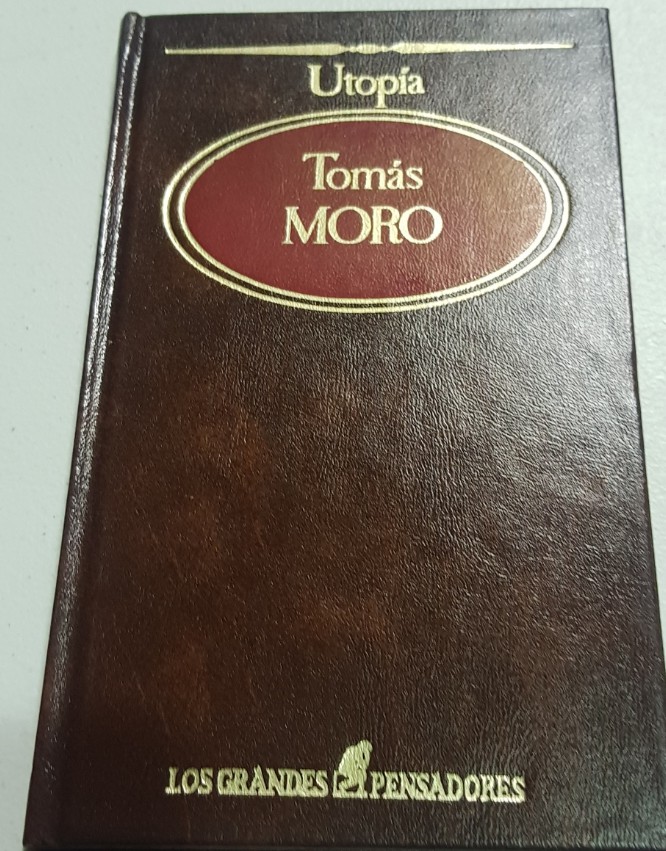 Utopía
Tomás
MORO
LOS GRANDES PENSADORES